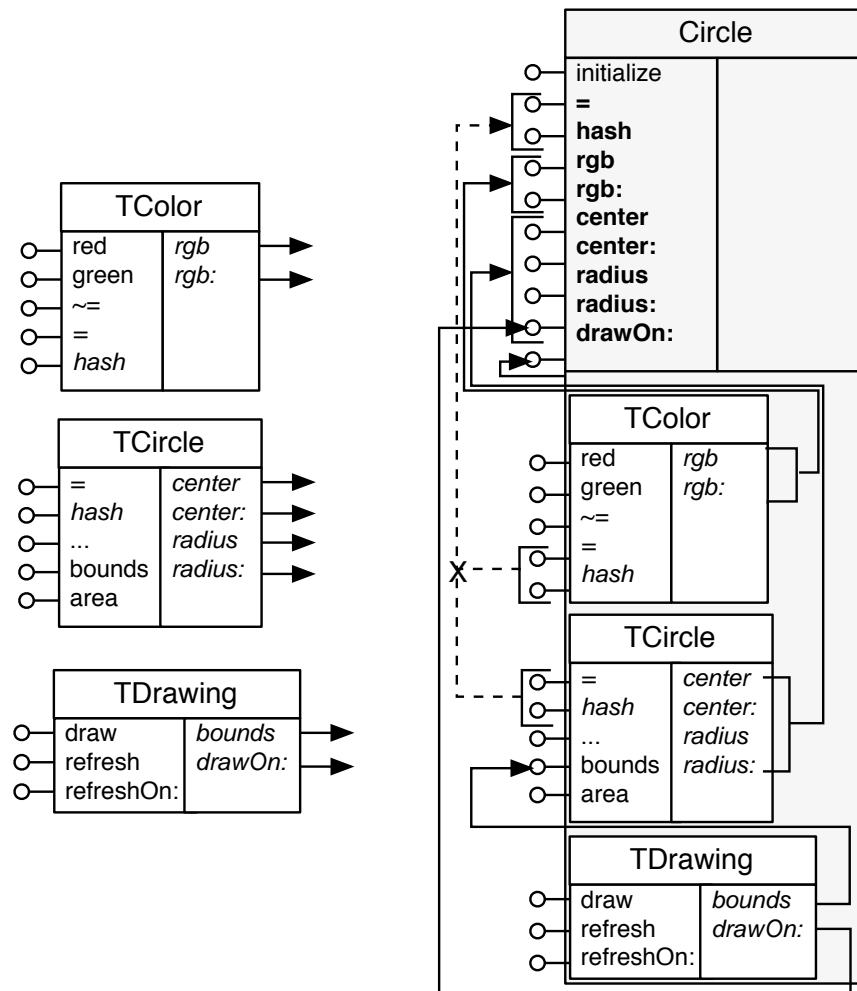 TColor
red rgb
green rgb:
~=
=
hash
TCircle
= center
hash center:
... radius
bounds radius:
area
TDrawing
draw bounds
refresh drawOn:
refreshOn:
Circle
initialize
=
hash
rgb
rgb:
center
center:
radius
radius:
drawOn:
TColor
red rgb
green rgb:
~=
=
hash
X
TCircle
= center
hash center:
... radius
bounds radius:
area
TDrawing
draw bounds
refresh drawOn:
refreshOn: